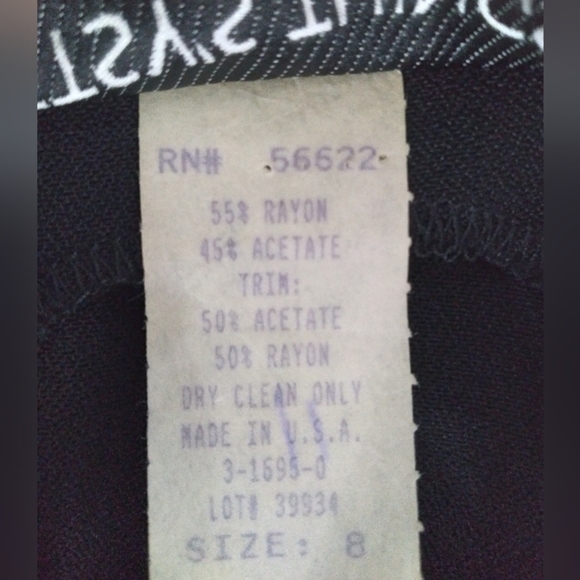 RN# 56622
55% RAYON
45% ACETATE
TRIM:
50% ACETATE
50% RAYON
DRY CLEAN ONLY
MADE IN U.S.A.
3-1695-0
LOT# 39934
SIZE: 8